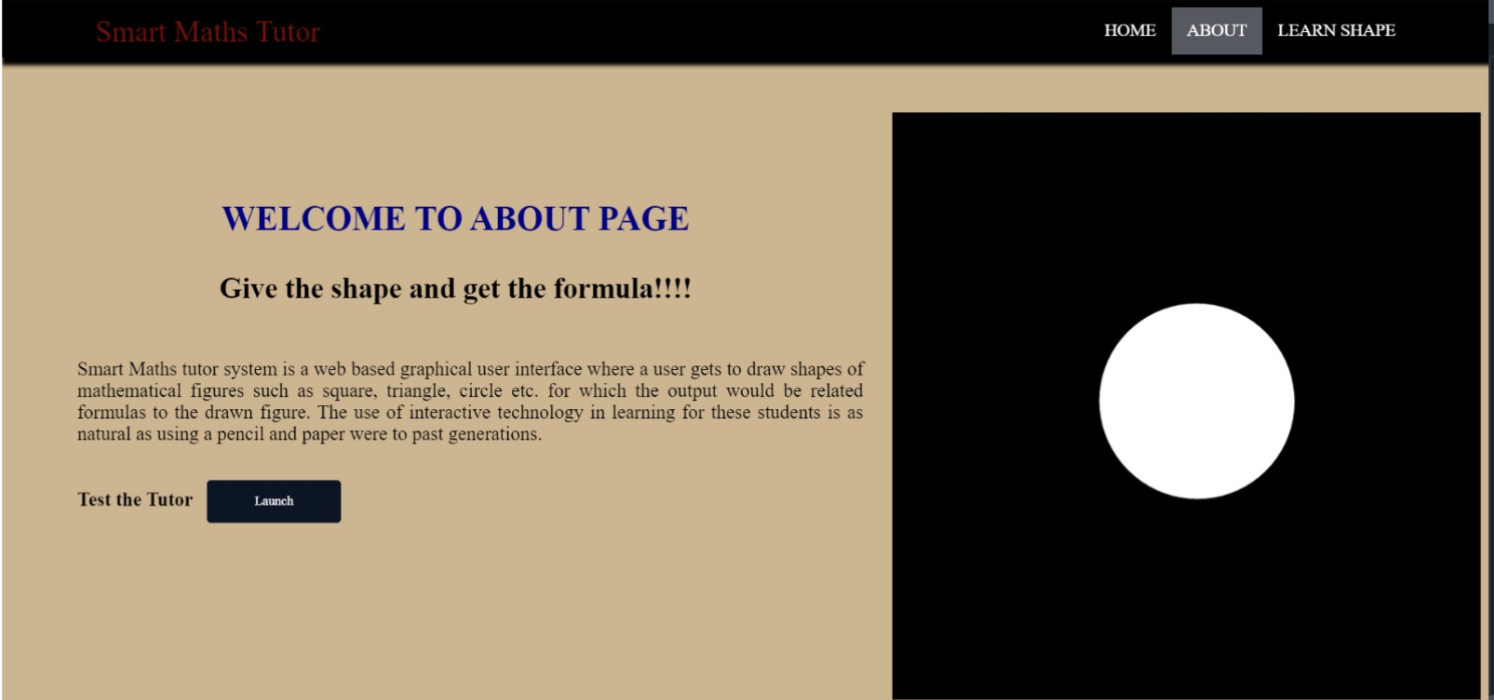 Smart Maths Tutor
HOME ABOUT LEARN SHAPE
WELCOME TO ABOUT PAGE
Give the shape and get the formula!!!!
Smart Maths tutor system is a web based graphical user interface where a user gets to draw shapes of
mathematical figures such as square, triangle, circle etc. for which the output would be related
formulas to the drawn figure. The use of interactive technology in learning for these students is as
natural as using a pencil and paper were to past generations.
Test the Tutor Launch